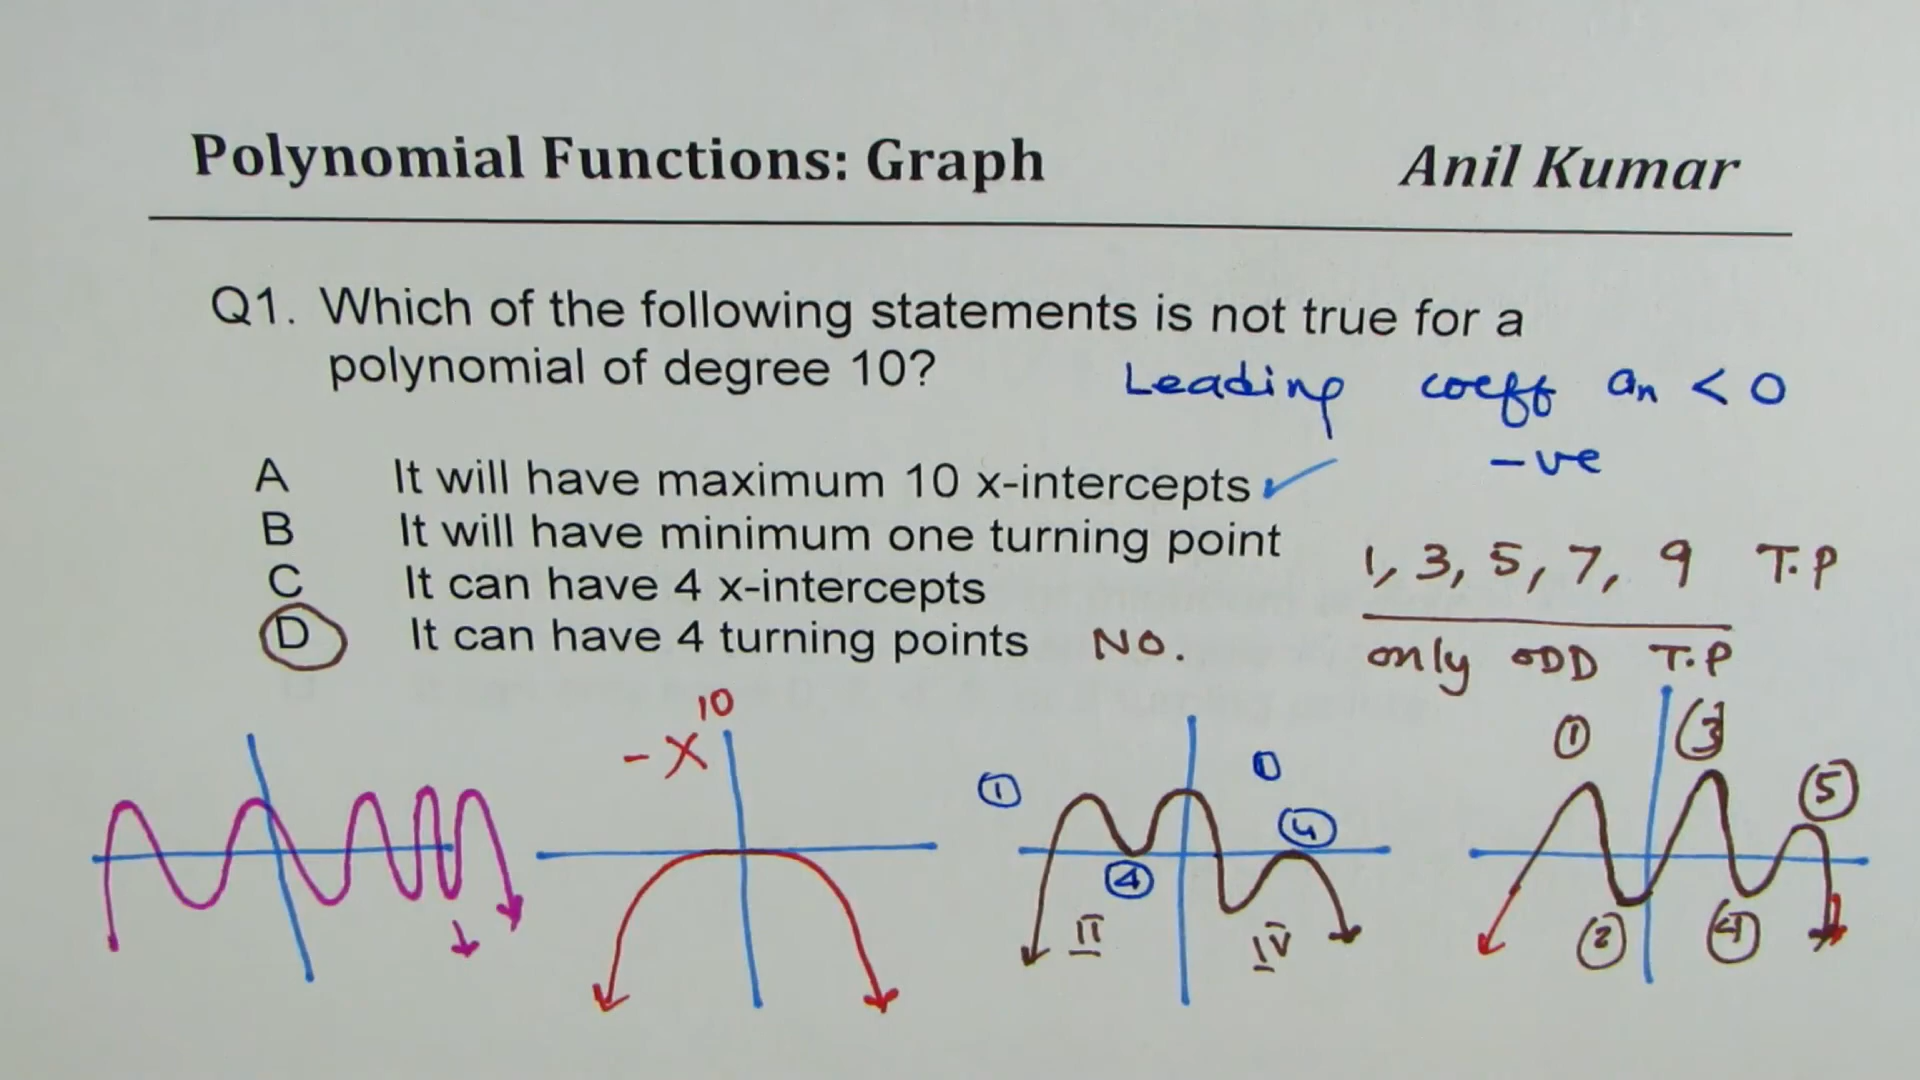 Polynomial Functions: Graph Anil Kumar
Q1. Which of the following statements is not true for a
polynomial of degree 10?
Leading coeff an < 0
-ve
A It will have maximum 10 x-intercepts ✓
B It will have minimum one turning point
C It can have 4 x-intercepts
D It can have 4 turning points NO.
1, 3, 5, 7, 9 T.P
only ODD T.P
-x¹⁰
① ④ ④
II IV
① ② ③ ④ ⑤